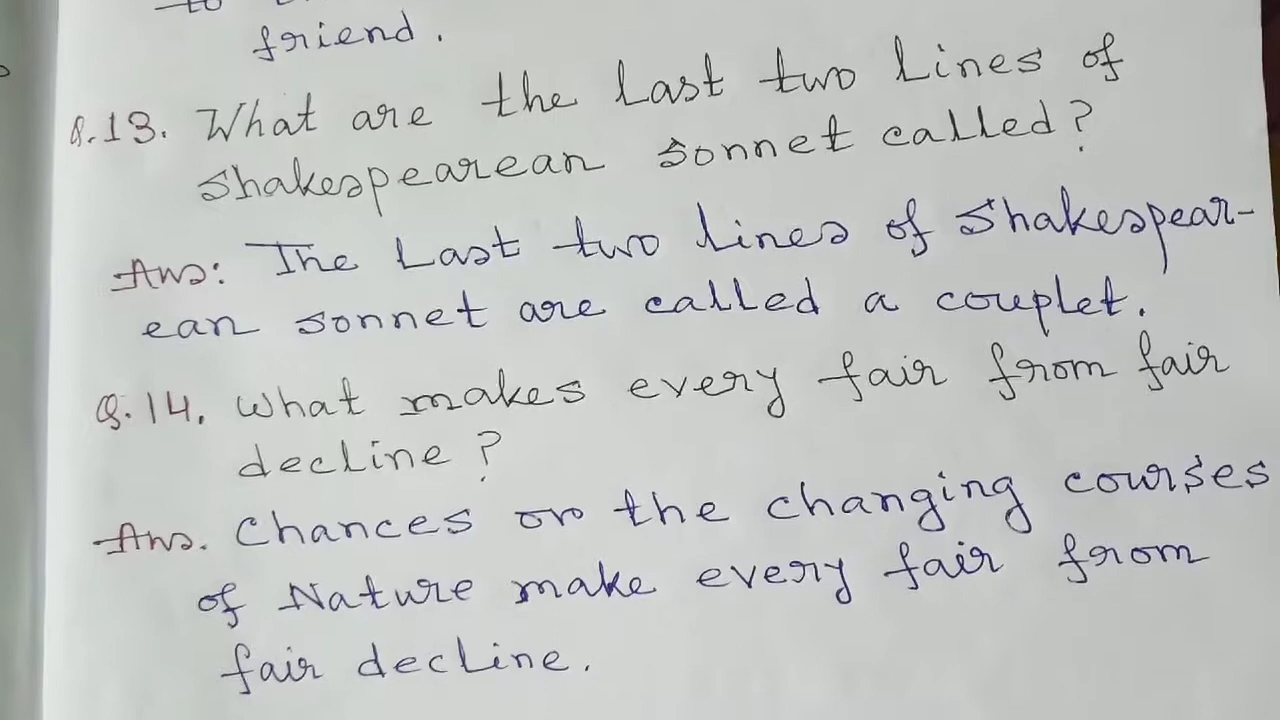 to
friend.
Q.13. What are the last two lines of
Shakespearean sonnet called?
Ans: The last two lines of Shakespear-
ean sonnet are called a couplet.
Q.14. What makes every fair from fair
decline?
Ans. Chances or the changing courses
of Nature make every fair from
fair decline.